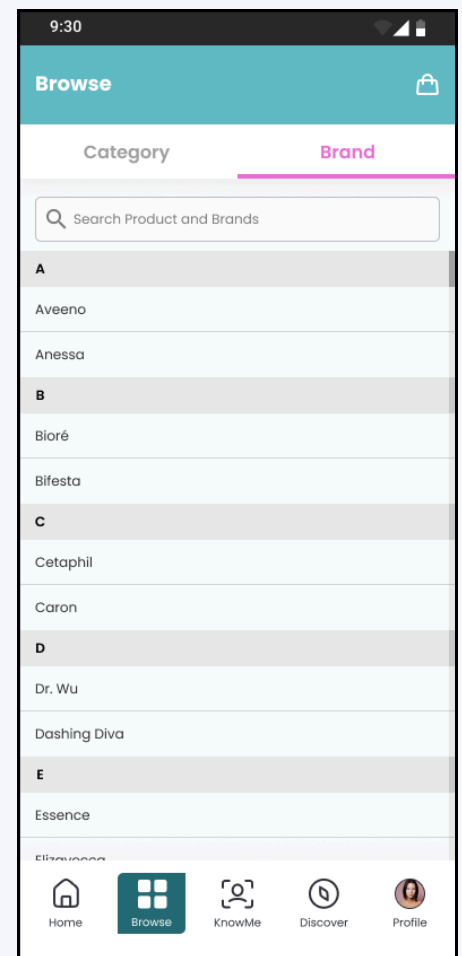 9:30
Browse
Category Brand
Search Product and Brands
A
Aveeno
Anessa
B
Bioré
Bifesta
C
Cetaphil
Caron
D
Dr. Wu
Dashing Diva
E
Essence
Home Browse KnowMe Discover Profile